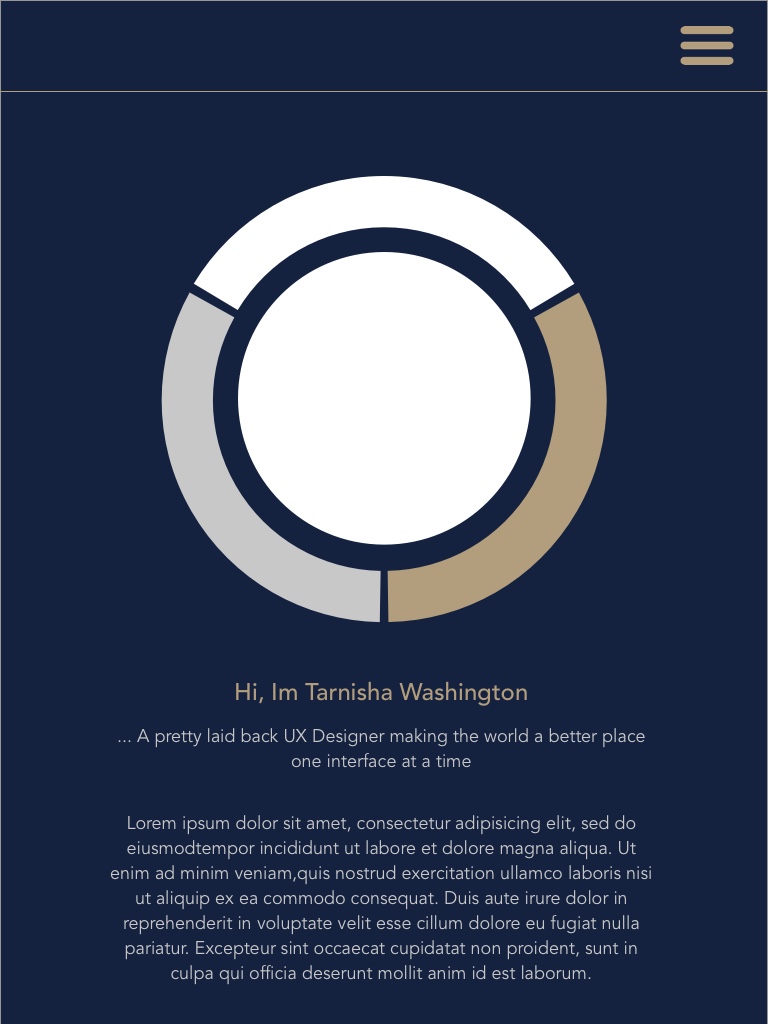 Hi, Im Tarnisha Washington
... A pretty laid back UX Designer making the world a better place
one interface at a time
Lorem ipsum dolor sit amet, consectetur adipisicing elit, sed do
eiusmodtempor incididunt ut labore et dolore magna aliqua. Ut
enim ad minim veniam,quis nostrud exercitation ullamco laboris nisi
ut aliquip ex ea commodo consequat. Duis aute irure dolor in
reprehenderit in voluptate velit esse cillum dolore eu fugiat nulla
pariatur. Excepteur sint occaecat cupidatat non proident, sunt in
culpa qui officia deserunt mollit anim id est laborum.